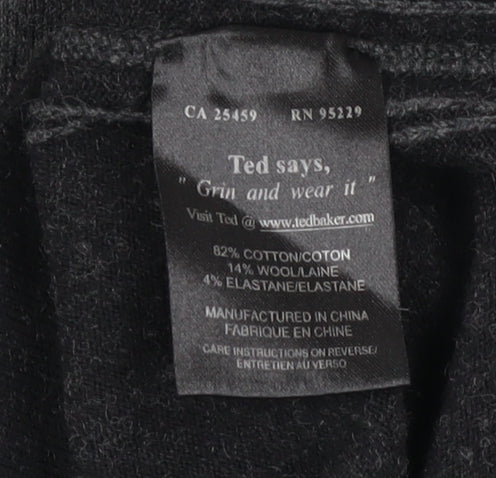 CA 25459 RN 95229
Ted says,
" Grin and wear it "
Visit Ted @ www.tedbaker.com
82% COTTON/COTON
14% WOOL/LAINE
4% ELASTANE/ELASTANE
MANUFACTURED IN CHINA
FABRIQUE EN CHINE
CARE INSTRUCTIONS ON REVERSE/
ENTRETIEN AU VERSO